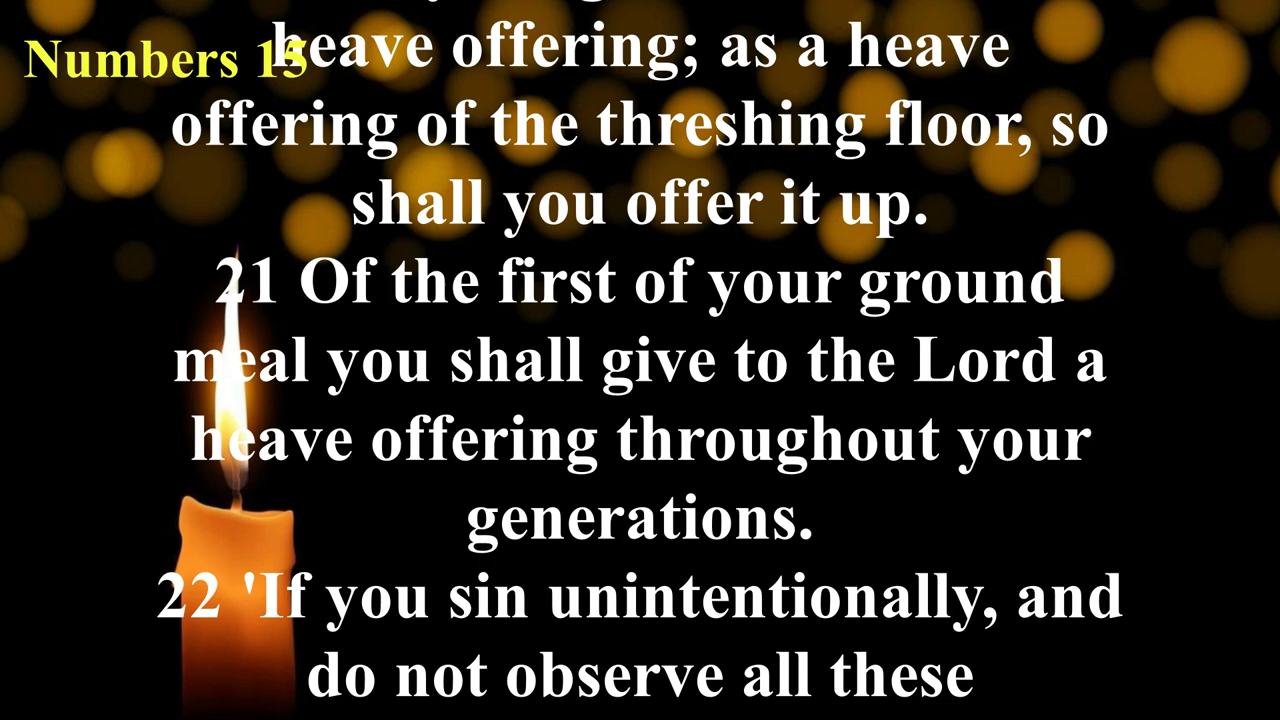 Numbers 15
heave offering; as a heave
offering of the threshing floor, so
shall you offer it up.
21 Of the first of your ground
meal you shall give to the Lord a
heave offering throughout your
generations.
22 'If you sin unintentionally, and
do not observe all these